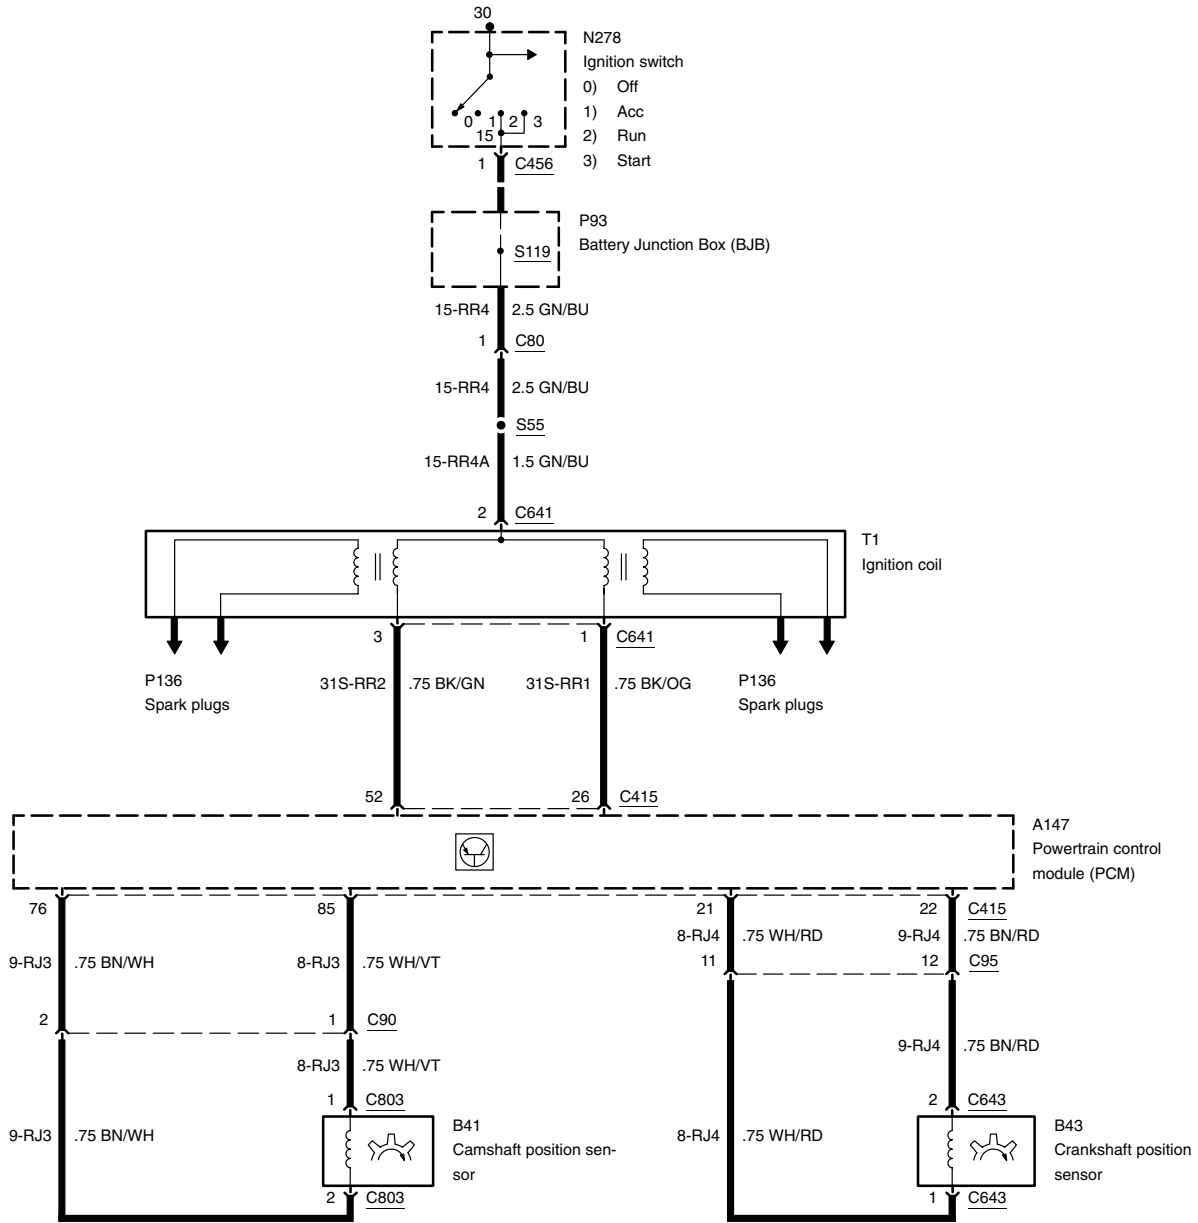 30
N278
Ignition switch
0) Off
1) Acc
2) Run
3) Start
0 1 2 3
15
1 C456
P93
Battery Junction Box (BJB)
S119
15-RR4 2.5 GN/BU
1 C80
15-RR4 2.5 GN/BU
S55
15-RR4A 1.5 GN/BU
2 C641
T1
Ignition coil
3 1 C641
P136
Spark plugs
31S-RR2 .75 BK/GN 31S-RR1 .75 BK/OG
P136
Spark plugs
52 26 C415
A147
Powertrain control
module (PCM)
76 85 21 22 C415
8-RJ4 .75 WH/RD 9-RJ4 .75 BN/RD
9-RJ3 .75 BN/WH 8-RJ3 .75 WH/VT 11 12 C95
2 1 C90
9-RJ4 .75 BN/RD
8-RJ3 .75 WH/VT
1 C803 2 C643
9-RJ3 .75 BN/WH
B41
Camshaft position sen-
sor
8-RJ4 .75 WH/RD
B43
Crankshaft position
sensor
2 C803 1 C643